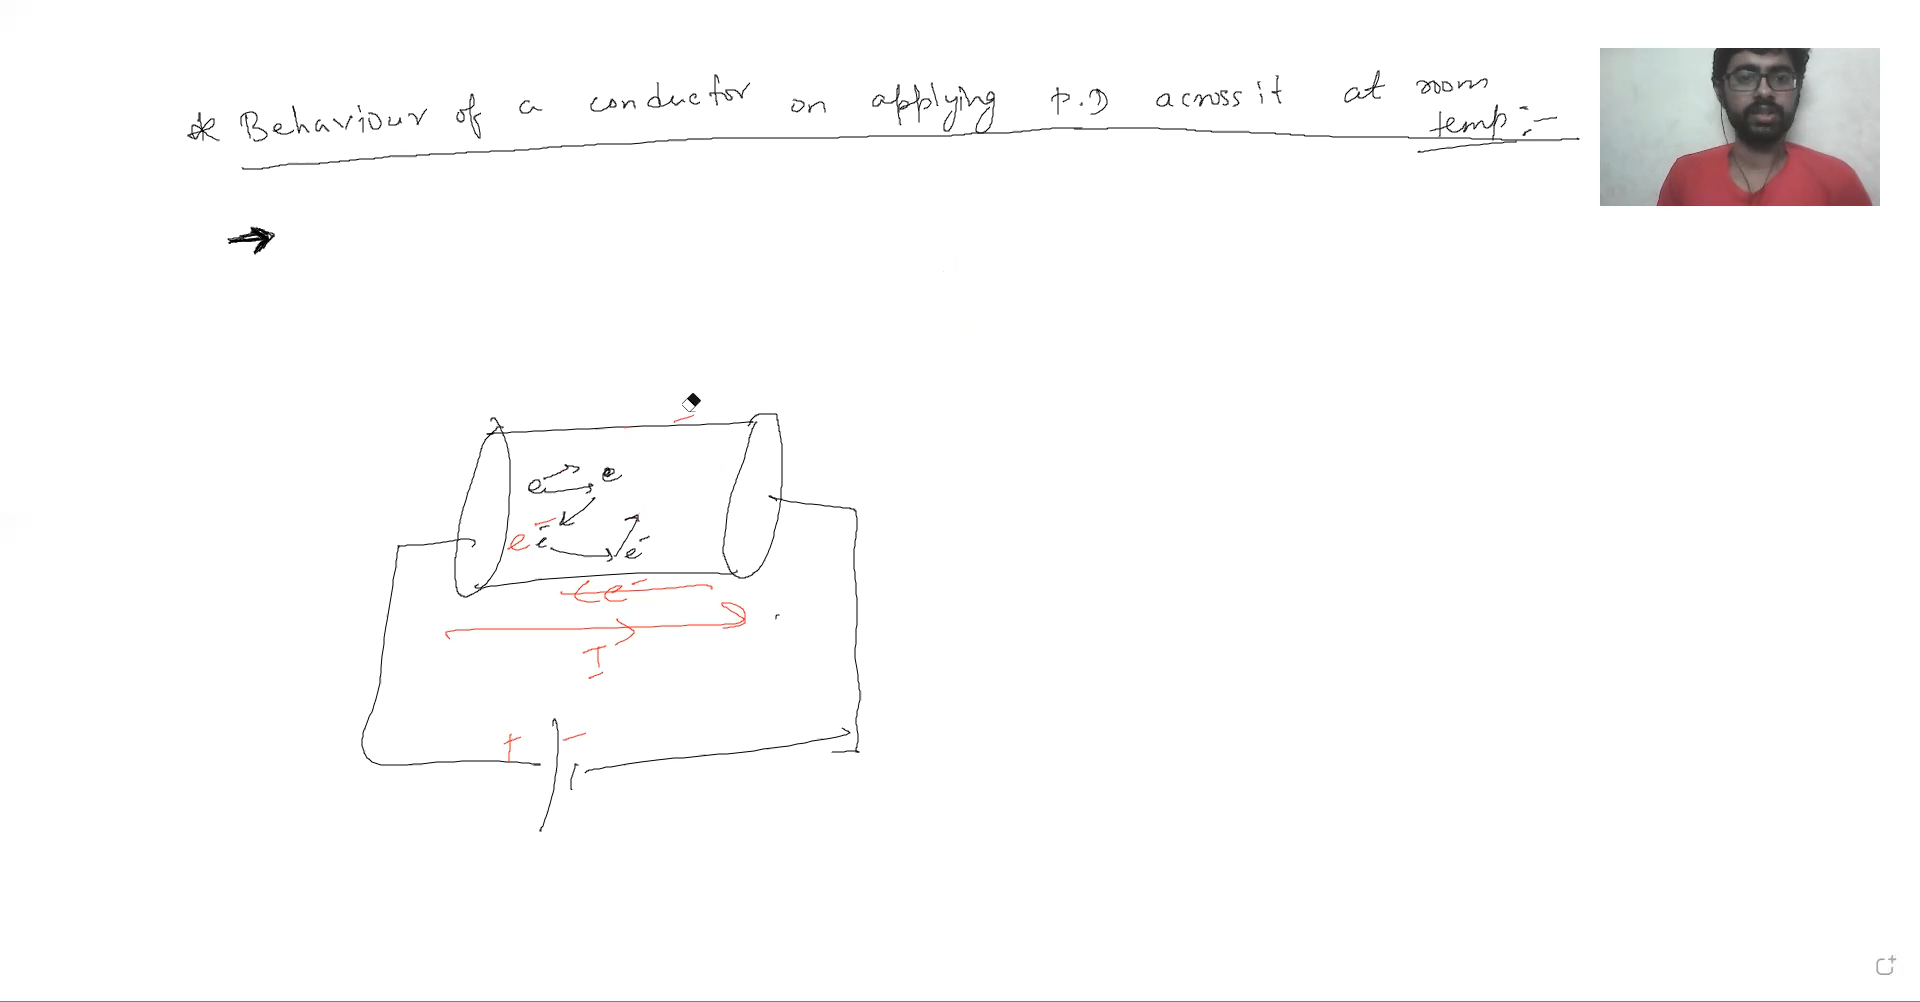 * Behaviour of a conductor on applying P.D across it at room
temp :-
e e
e⁻ e⁻ e⁻
e⁻
I
+ -